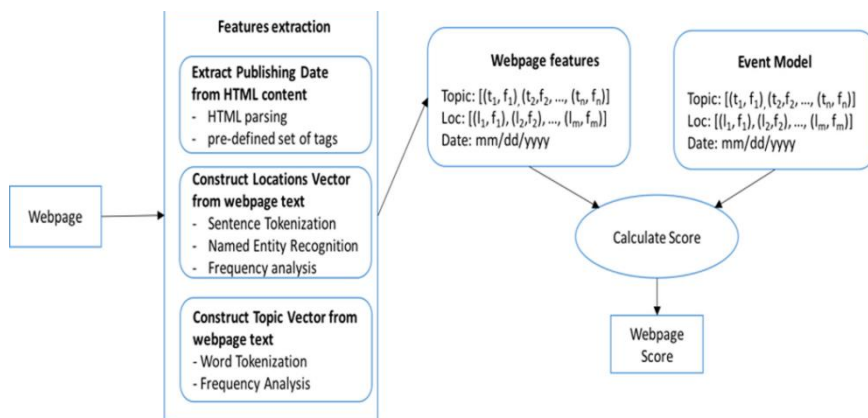 Webpage
Features extraction
Extract Publishing Date
from HTML content
- HTML parsing
- pre-defined set of tags
Construct Locations Vector
from webpage text
- Sentence Tokenization
- Named Entity Recognition
- Frequency analysis
Construct Topic Vector from
webpage text
- Word Tokenization
- Frequency Analysis
Webpage features
Topic: [(t₁, f₁), (t₂,f₂, ..., (tₙ, fₙ)]
Loc: [(l₁, f₁), (l₂,f₂), ..., (lₘ, fₘ)]
Date: mm/dd/yyyy
Event Model
Topic: [(t₁, f₁), (t₂,f₂, ..., (tₙ, fₙ)]
Loc: [(l₁, f₁), (l₂,f₂), ..., (lₘ, fₘ)]
Date: mm/dd/yyyy
Calculate Score
Webpage
Score